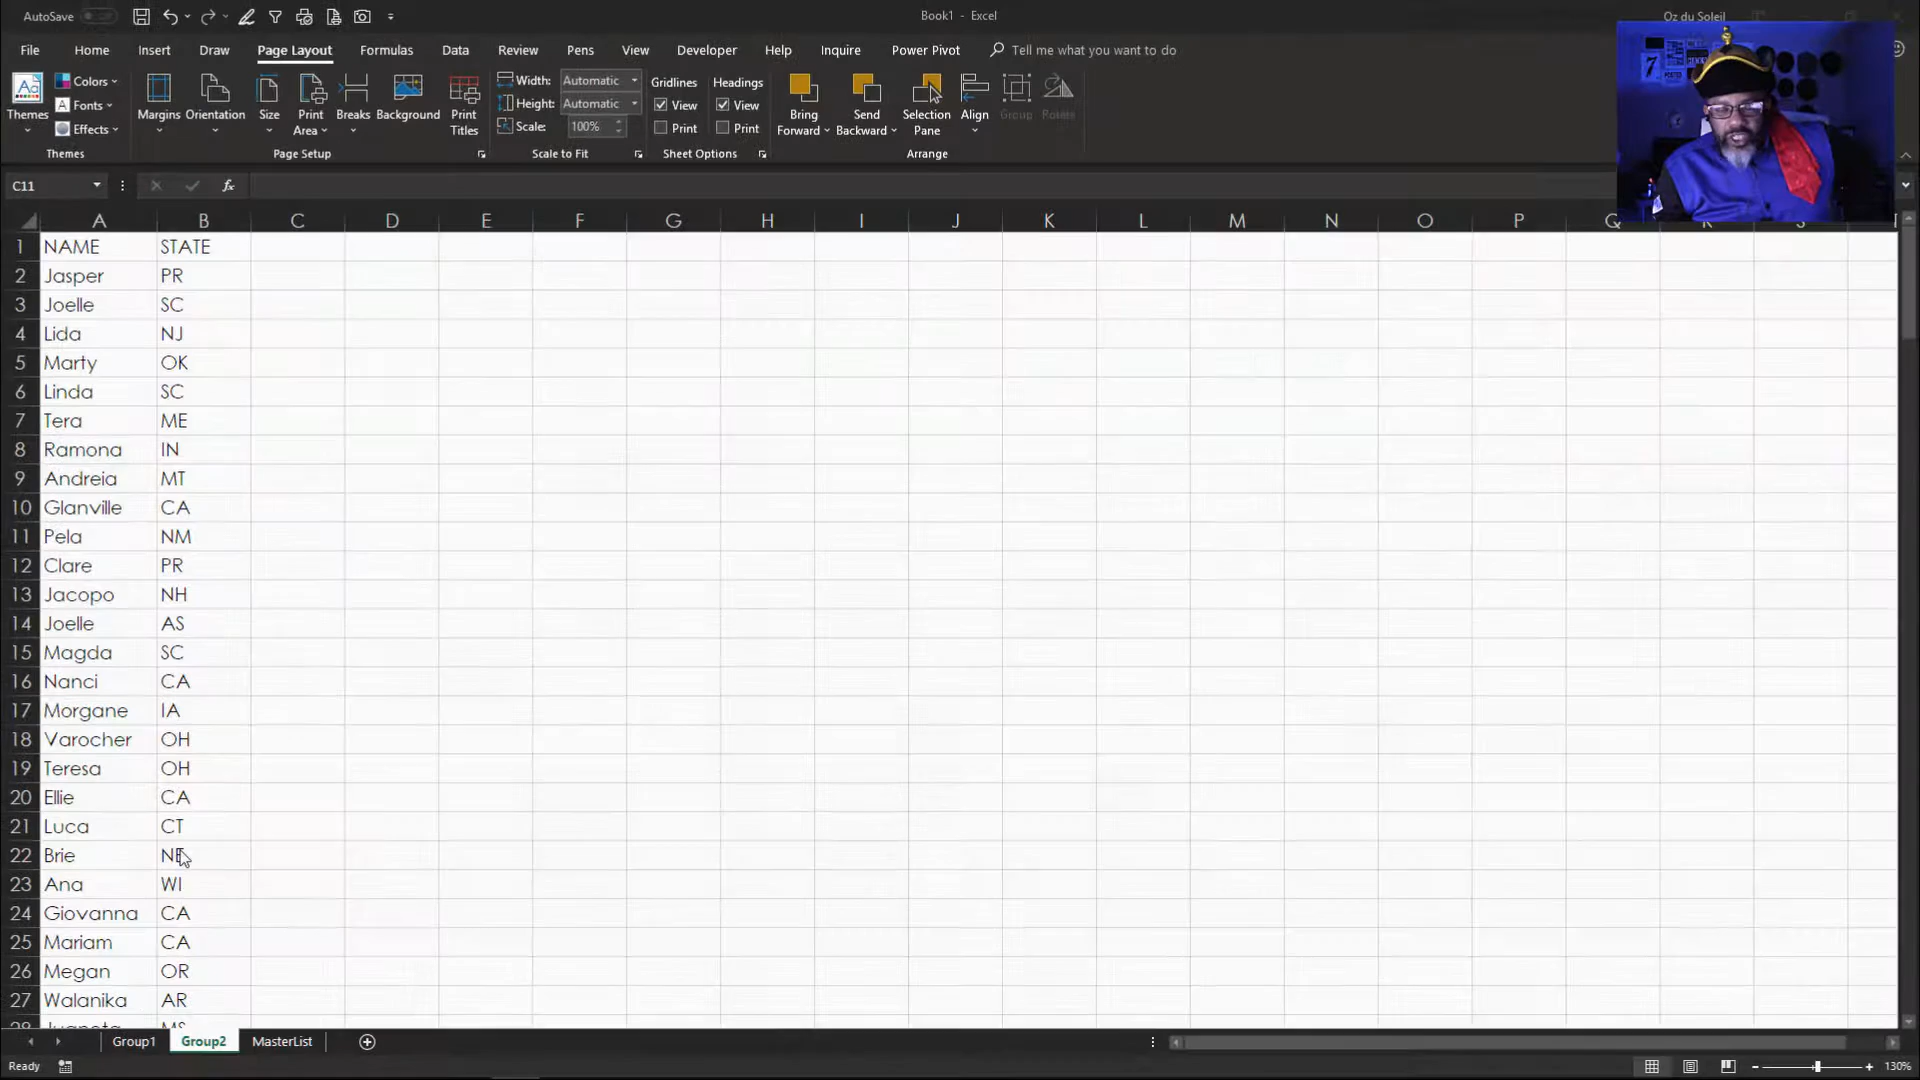 AutoSave Book1 - Excel Oz du Soleil
File Home Insert Draw Page Layout Formulas Data Review Pens View Developer Help Inquire Power Pivot Tell me what you want to do
Themes Colors Fonts Effects Margins Orientation Size Print Area Breaks Background Print Titles Width: Automatic Height: Automatic Scale: 100% Gridlines View Print Headings View Print Bring Forward Send Backward Selection Pane Align Group Rotate
Themes Page Setup Scale to Fit Sheet Options Arrange
C11 fx
A B C D E F G H I J K L M N O P Q
1 NAME STATE
2 Jasper PR
3 Joelle SC
4 Lida NJ
5 Marty OK
6 Linda SC
7 Tera ME
8 Ramona IN
9 Andreia MT
10 Glanville CA
11 Pela NM
12 Clare PR
13 Jacopo NH
14 Joelle AS
15 Magda SC
16 Nanci CA
17 Morgane IA
18 Varocher OH
19 Teresa OH
20 Ellie CA
21 Luca CT
22 Brie NE
23 Ana WI
24 Giovanna CA
25 Mariam CA
26 Megan OR
27 Walanika AR
28 MS
Group1 Group2 MasterList
Ready 130%